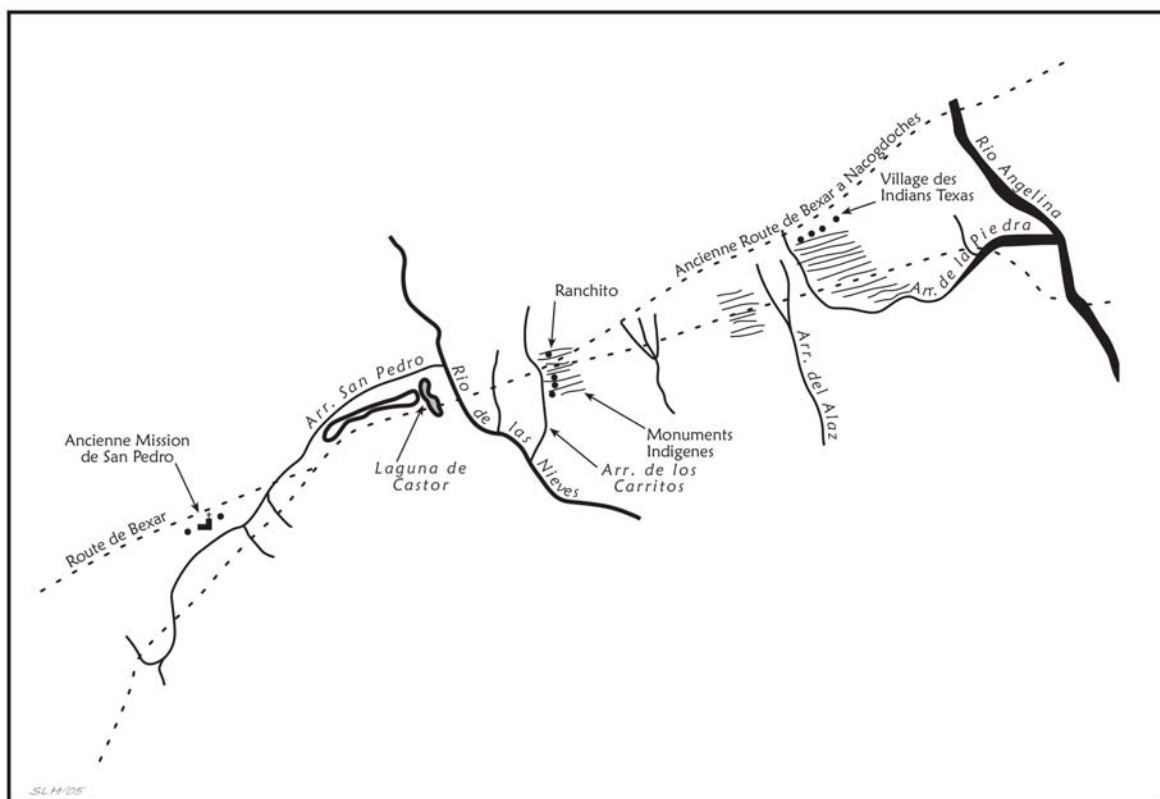 Ancienne Route de Bexar a Nacogdoches
Rio Angelina
Village des
Indians Texas
Arr. de la Piedra
Ranchito
Arr. San Pedro
Rio de las Nieves
Arr. del Alaz
Monuments
Indigenes
Ancienne Mission
de San Pedro
Laguna de
Castor
Arr. de los
Carritos
Route de Bexar
SLH/05